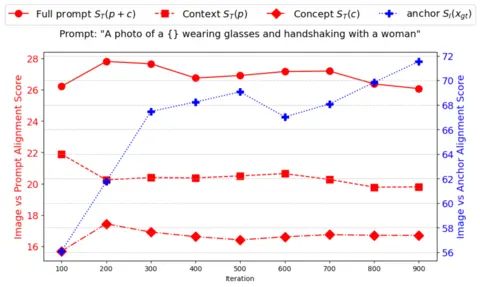 Full prompt S_T(p + c) Context S_T(p) Concept S_T(c) anchor S_I(x_gt)
Prompt: "A photo of a {} wearing glasses and handshaking with a woman"
Image vs Prompt Alignment Score
28
26
24
22
20
18
16
100 200 300 400 500 600 700 800 900
Iteration
72
70
68
66
64
62
60
58
56
Image vs Anchor Alignment Score